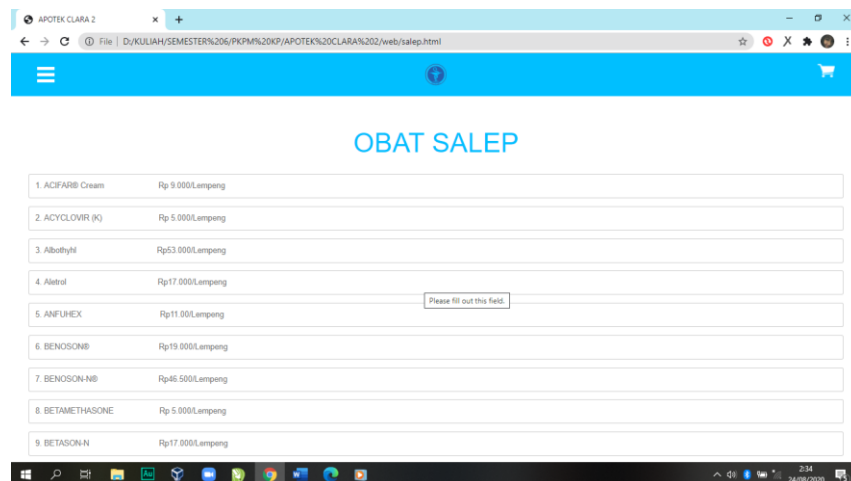 APOTEK CLARA 2
File | D:/KULIAH/SEMESTER%206/PKPM%20KP/APOTEK%20CLARA%202/web/salep.html
OBAT SALEP
1. ACIFAR® Cream Rp 9.000/Lempeng
2. ACYCLOVIR (K) Rp 5.000/Lempeng
3. Albothyhl Rp53.000/Lempeng
4. Aletrol Rp17.000/Lempeng
Please fill out this field.
5. ANFUHEX Rp11.00/Lempeng
6. BENOSON® Rp19.000/Lempeng
7. BENOSON-N® Rp46.500/Lempeng
8. BETAMETHASONE Rp 5.000/Lempeng
9. BETASON-N Rp17.000/Lempeng
2:34
24/08/2020